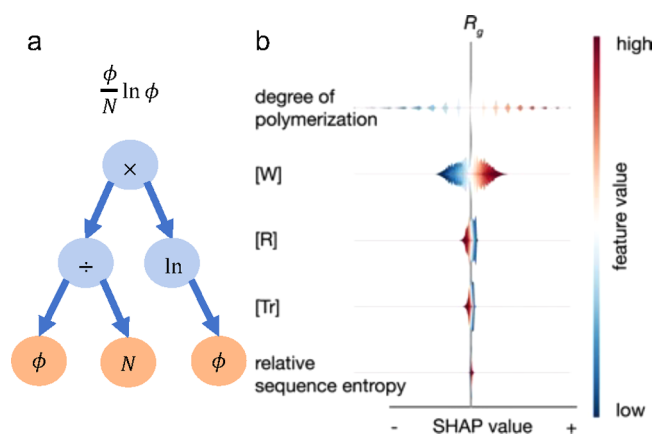 a
ϕ/N ln ϕ
×
÷ ln
ϕ N ϕ
b
R_g
degree of
polymerization
[W]
[R]
[Tr]
relative
sequence entropy
- SHAP value +
high
feature value
low